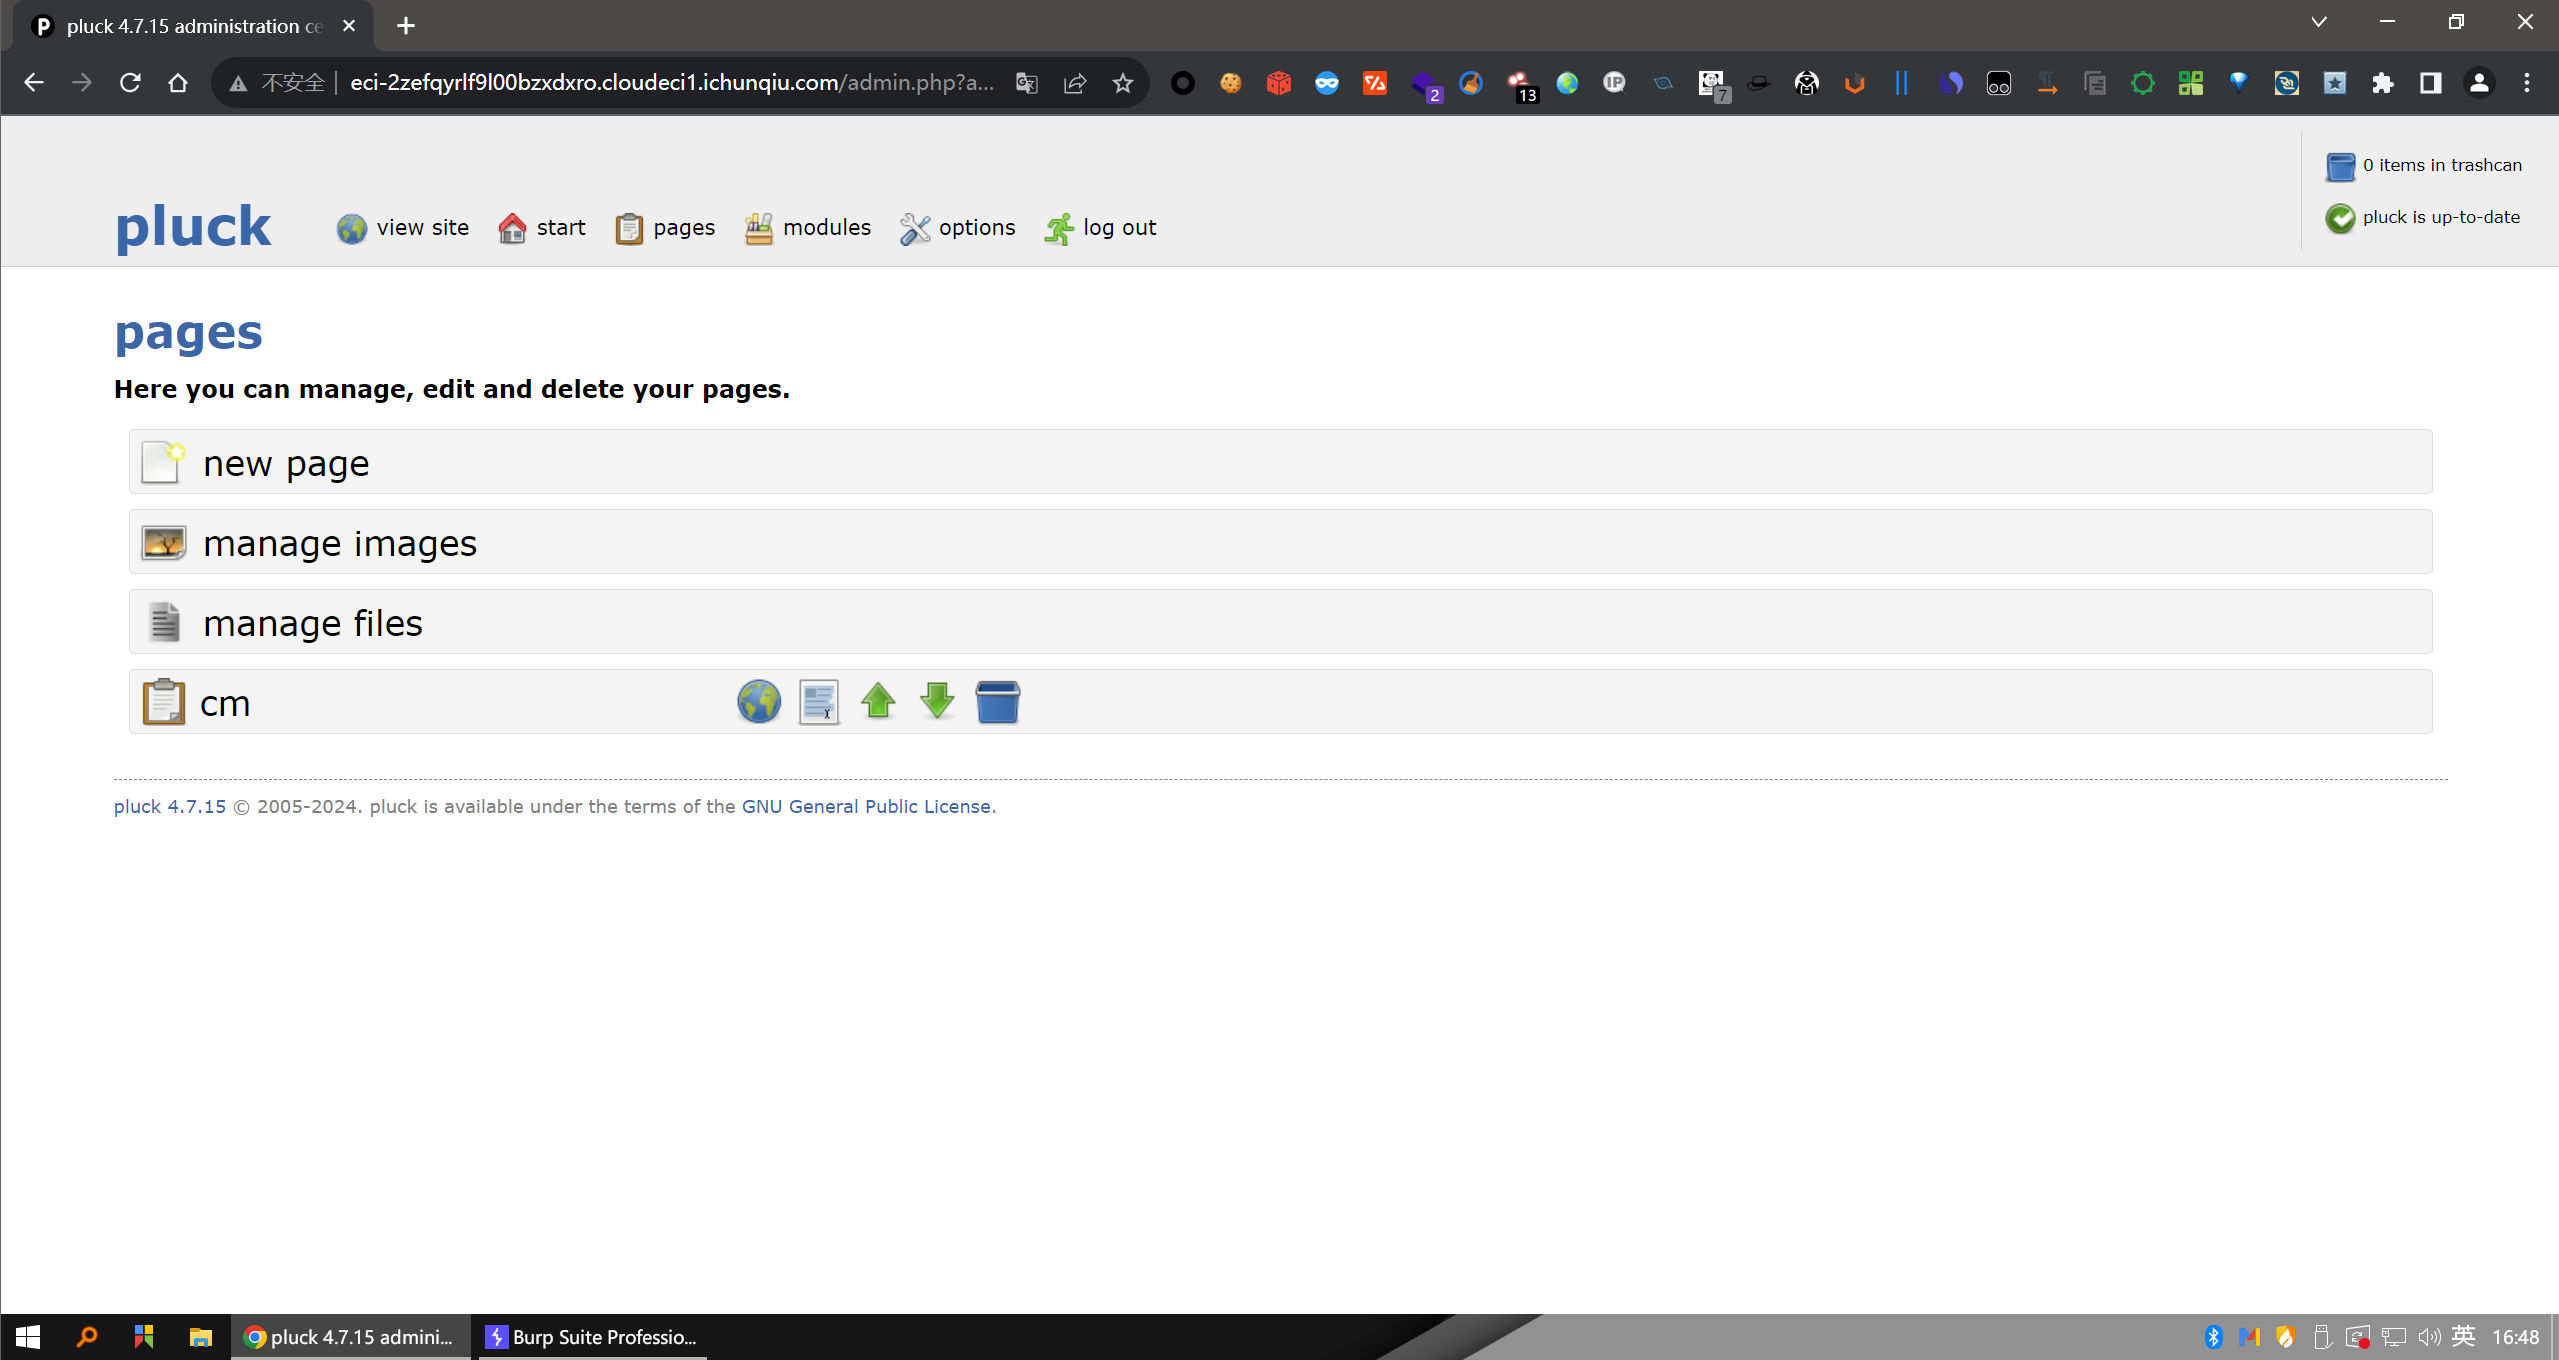 pluck 4.7.15 administration ce
不安全 eci-2zefqyrlf9l00bzxdxro.cloudeci1.ichunqiu.com/admin.php?a...
2
13
IP
7
0 items in trashcan
pluck is up-to-date
pluck
view site
start
pages
modules
options
log out
pages
Here you can manage, edit and delete your pages.
new page
manage images
manage files
cm
pluck 4.7.15 © 2005-2024. pluck is available under the terms of the GNU General Public License.
pluck 4.7.15 admini...
Burp Suite Professio...
英
16:48